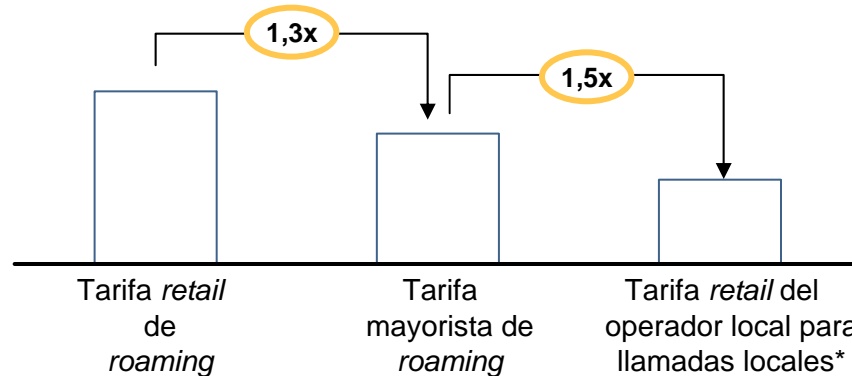 1,3x
1,5x
Tarifa retail
de
roaming
Tarifa
mayorista de
roaming
Tarifa retail del
operador local para
llamadas locales*